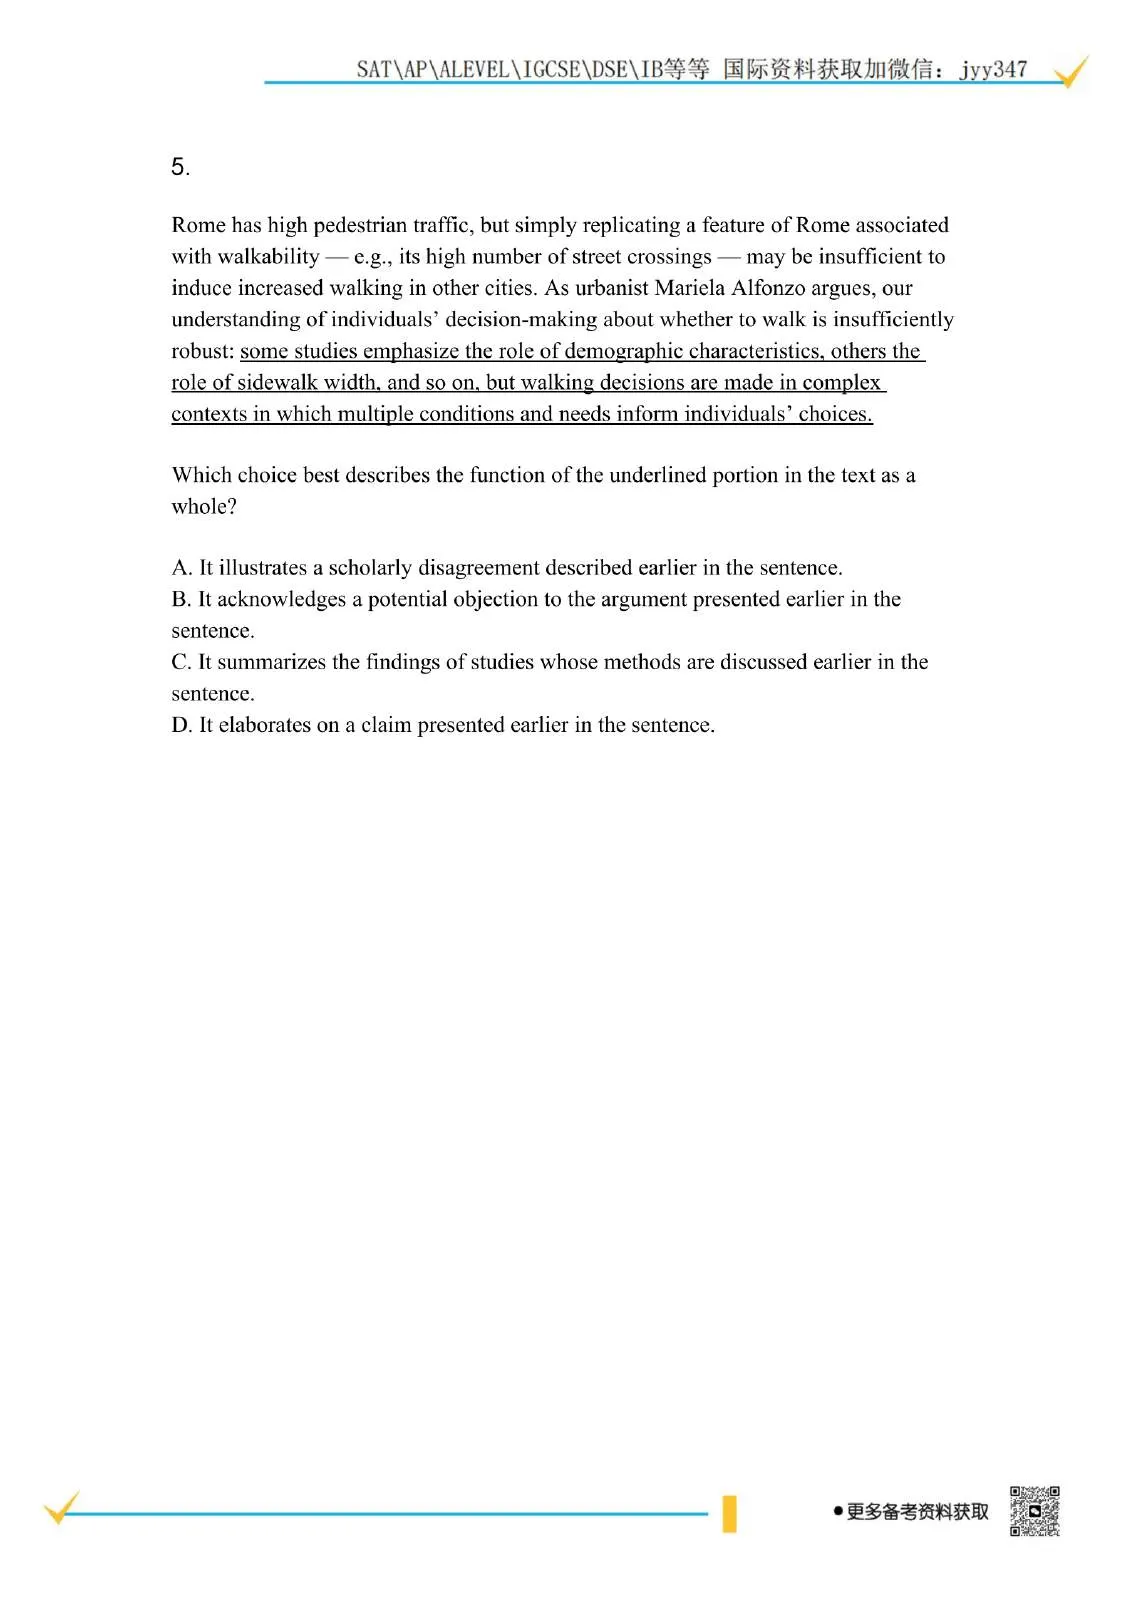 SAT\AP\ALEVEL\IGCSE\DSE\IB等等 国际资料获取加微信：jyy347
5.
Rome has high pedestrian traffic, but simply replicating a feature of Rome associated
with walkability — e.g., its high number of street crossings — may be insufficient to
induce increased walking in other cities. As urbanist Mariela Alfonzo argues, our
understanding of individuals’ decision-making about whether to walk is insufficiently
robust: some studies emphasize the role of demographic characteristics, others the
role of sidewalk width, and so on, but walking decisions are made in complex
contexts in which multiple conditions and needs inform individuals’ choices.
Which choice best describes the function of the underlined portion in the text as a
whole?
A. It illustrates a scholarly disagreement described earlier in the sentence.
B. It acknowledges a potential objection to the argument presented earlier in the
sentence.
C. It summarizes the findings of studies whose methods are discussed earlier in the
sentence.
D. It elaborates on a claim presented earlier in the sentence.
•更多备考资料获取